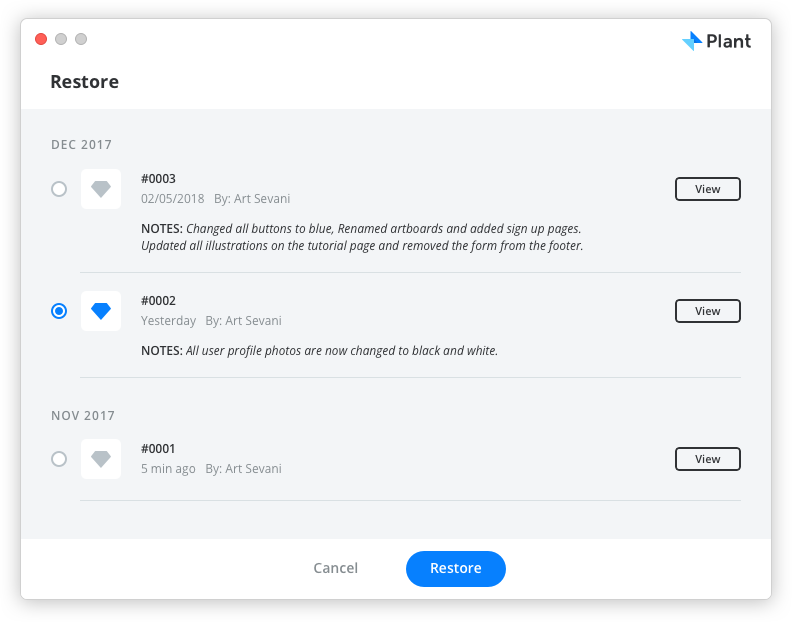 Plant
Restore
DEC 2017
#0003
02/05/2018 By: Art Sevani
View
NOTES: Changed all buttons to blue, Renamed artboards and added sign up pages.
Updated all illustrations on the tutorial page and removed the form from the footer.
#0002
Yesterday By: Art Sevani
View
NOTES: All user profile photos are now changed to black and white.
NOV 2017
#0001
5 min ago By: Art Sevani
View
Cancel
Restore